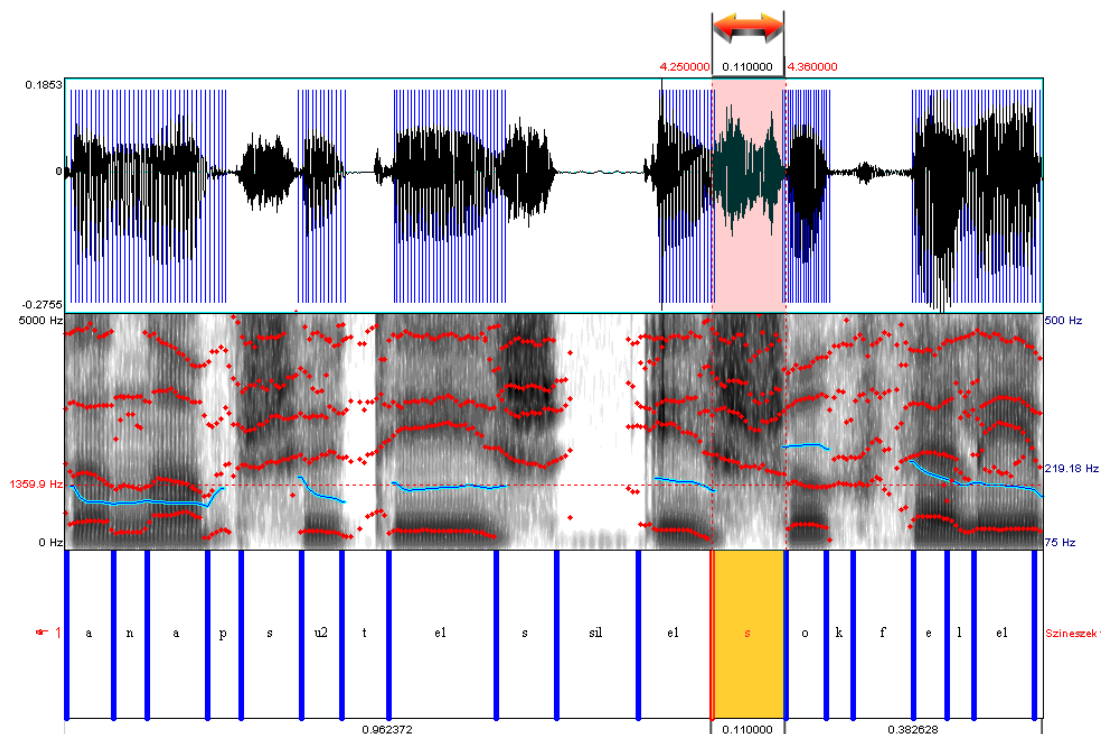 4.250000 0.110000 4.360000
0.1853
0
-0.2755
5000 Hz 500 Hz
1359.9 Hz 219.18 Hz
0 Hz 75 Hz
1 a n a p s u2 t e1 s sil e1 s o k f e l e1 Szineszek
0.962372 0.110000 0.382628